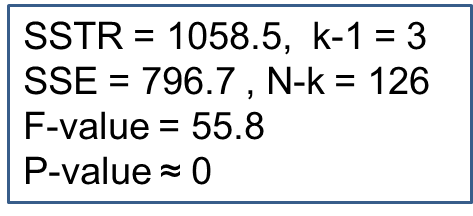 SSTR = 1058.5,  k-1 = 3
SSE = 796.7 , N-k = 126
F-value = 55.8
P-value ≈ 0